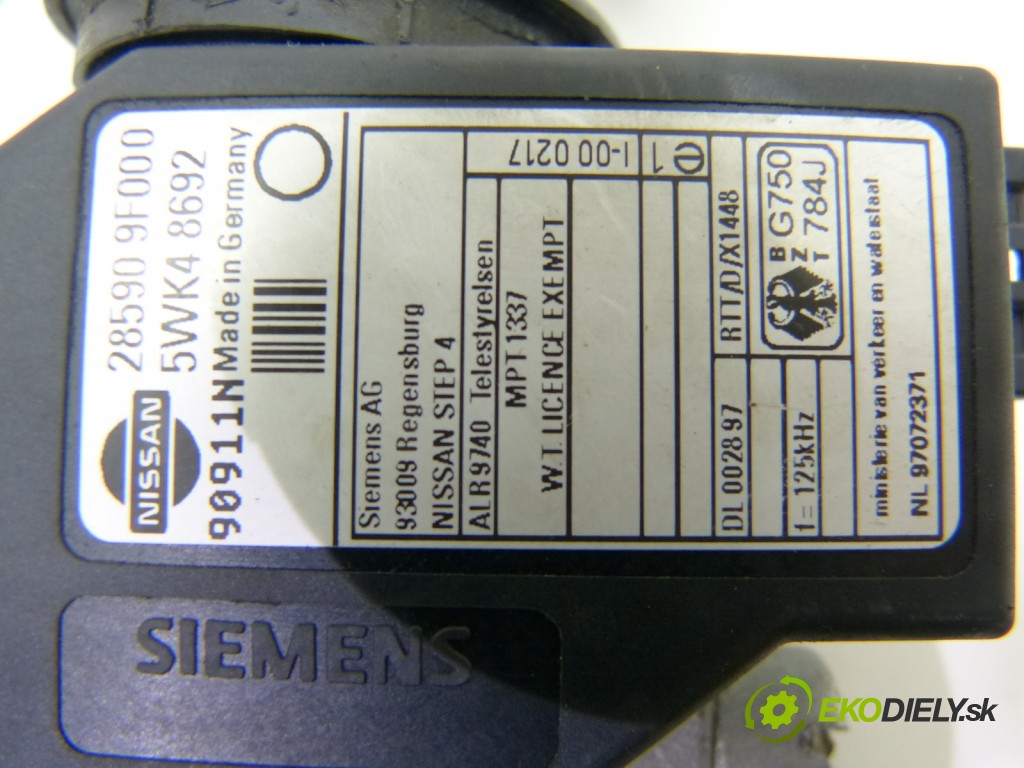 NISSAN
28590 9F000
5WK4 8692
90911N Made in Germany
Siemens AG
93009 Regensburg
NISSAN STEP 4
ALR 9740 Telestyrelsen
I-00 0217
MPT 1337
W.T. LICENCE EXEMPT
e 1
DL 002897
RTT/D/X1448
f = 125kHz
BZT
G750
784J
ministerie van verkeer en waterstaat
NL 97072371
SIEMENS
EKODIELY.sk